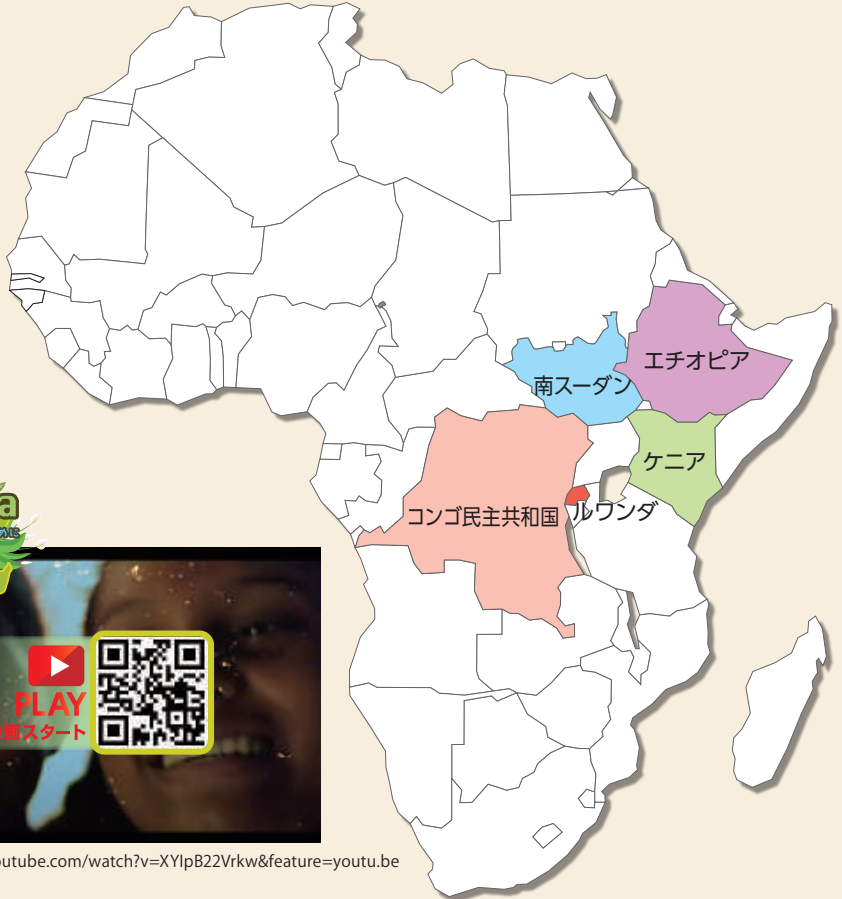 エチオピア
南スーダン
ケニア
コンゴ民主共和国
ルワンダ
a
めに
PLAY
画スタート
outube.com/watch?v=XYIpB22Vrkw&feature=youtu.be